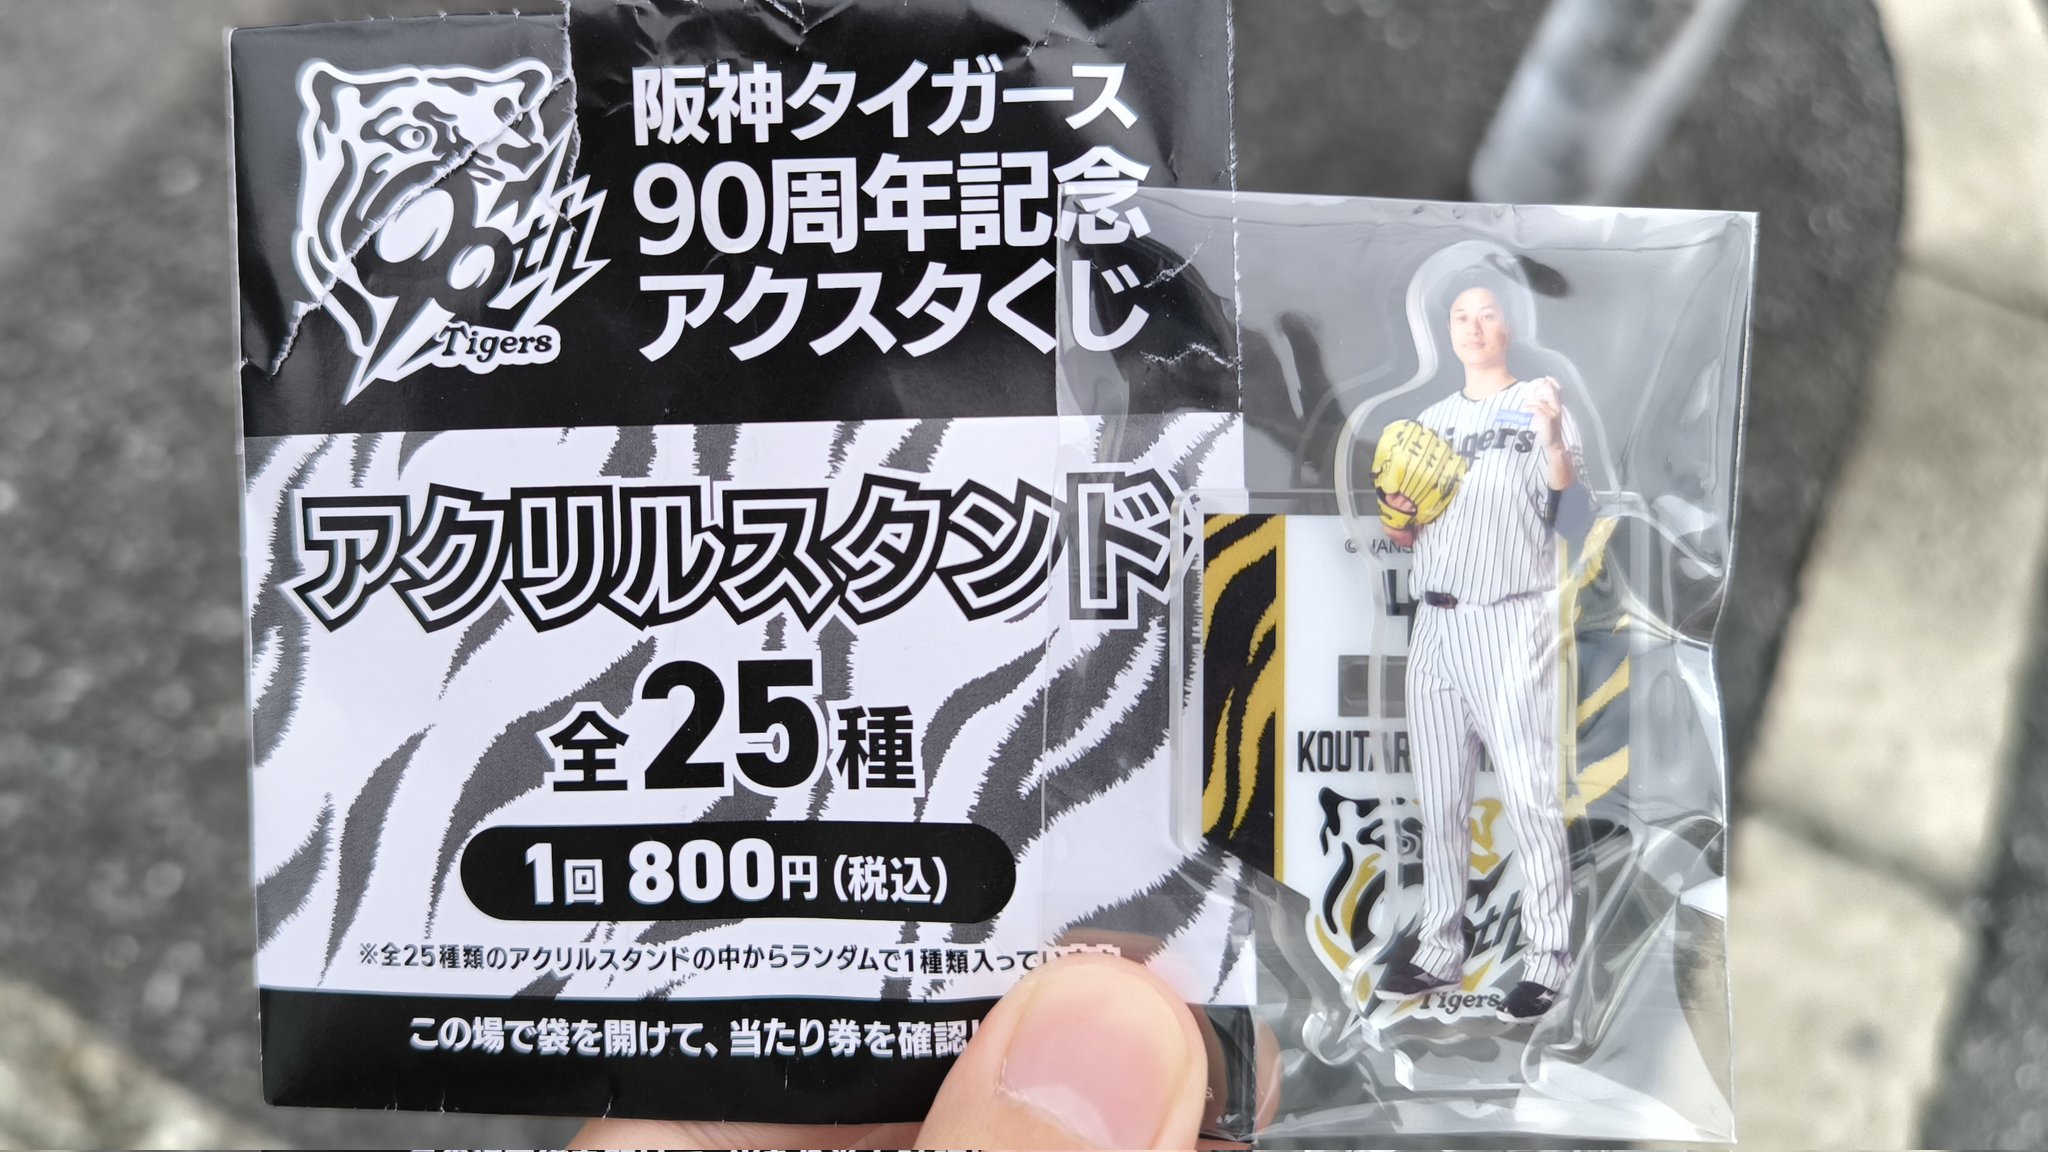 阪神タイガース
90周年記念
アクスタくじ
90th
Tigers
アクリルスタンド
全25種
1回 800円(税込)
※全25種類のアクリルスタンドの中からランダムで1種類入ってい
この場で袋を開けて、当たり券を確認
Tigers
KOUTAR
th
Tigers